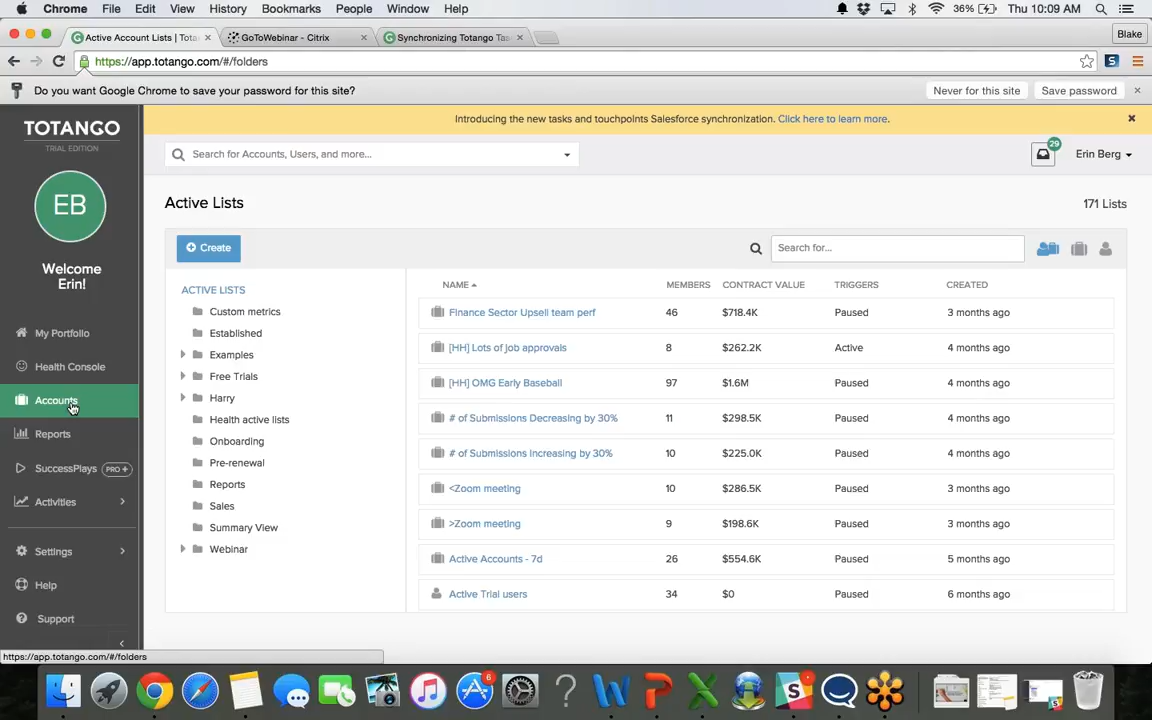 Chrome File Edit View History Bookmarks People Window Help 36% Thu 10:09 AM
Active Account Lists | Tota GoToWebinar - Citrix Synchronizing Totango Tas Blake
https://app.totango.com/#/folders
Do you want Google Chrome to save your password for this site? Never for this site Save password
TOTANGO
TRIAL EDITION
EB
Welcome
Erin!
My Portfolio
Health Console
Accounts
Reports
SuccessPlays PRO+
Activities
Settings
Help
Support
https://app.totango.com/#/folders
Introducing the new tasks and touchpoints Salesforce synchronization. Click here to learn more.
Search for Accounts, Users, and more... 29 Erin Berg
Active Lists 171 Lists
Create Search for...
ACTIVE LISTS
Custom metrics
Established
Examples
Free Trials
Harry
Health active lists
Onboarding
Pre-renewal
Reports
Sales
Summary View
Webinar
NAME MEMBERS CONTRACT VALUE TRIGGERS CREATED
Finance Sector Upsell team perf 46 $718.4K Paused 3 months ago
[HH] Lots of job approvals 8 $262.2K Active 4 months ago
[HH] OMG Early Baseball 97 $1.6M Paused 4 months ago
# of Submissions Decreasing by 30% 11 $298.5K Paused 4 months ago
# of Submissions Increasing by 30% 10 $225.0K Paused 4 months ago
<Zoom meeting 10 $286.5K Paused 3 months ago
>Zoom meeting 9 $198.6K Paused 3 months ago
Active Accounts - 7d 26 $554.6K Paused 5 months ago
Active Trial users 34 $0 Paused 6 months ago
6